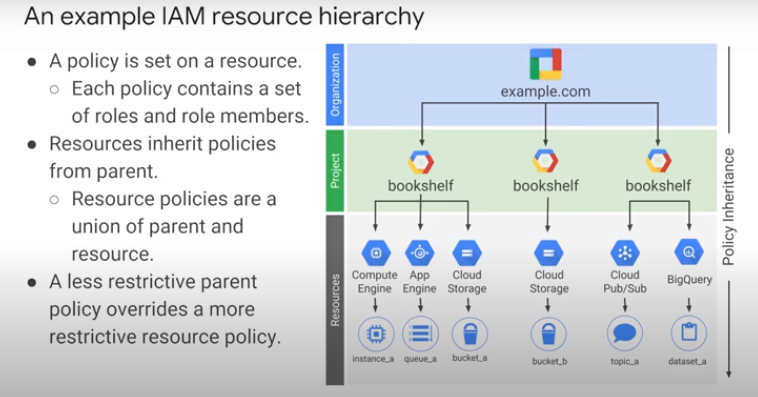 An example IAM resource hierarchy
● A policy is set on a resource.
○ Each policy contains a set
of roles and role members.
● Resources inherit policies
from parent.
○ Resource policies are a
union of parent and
resource.
● A less restrictive parent
policy overrides a more
restrictive resource policy.
Organization
example.com
Project
bookshelf
bookshelf
bookshelf
Resources
Compute
Engine
App
Engine
Cloud
Storage
Cloud
Storage
Cloud
Pub/Sub
BigQuery
instance_a
queue_a
bucket_a
bucket_b
topic_a
dataset_a
Policy Inheritance